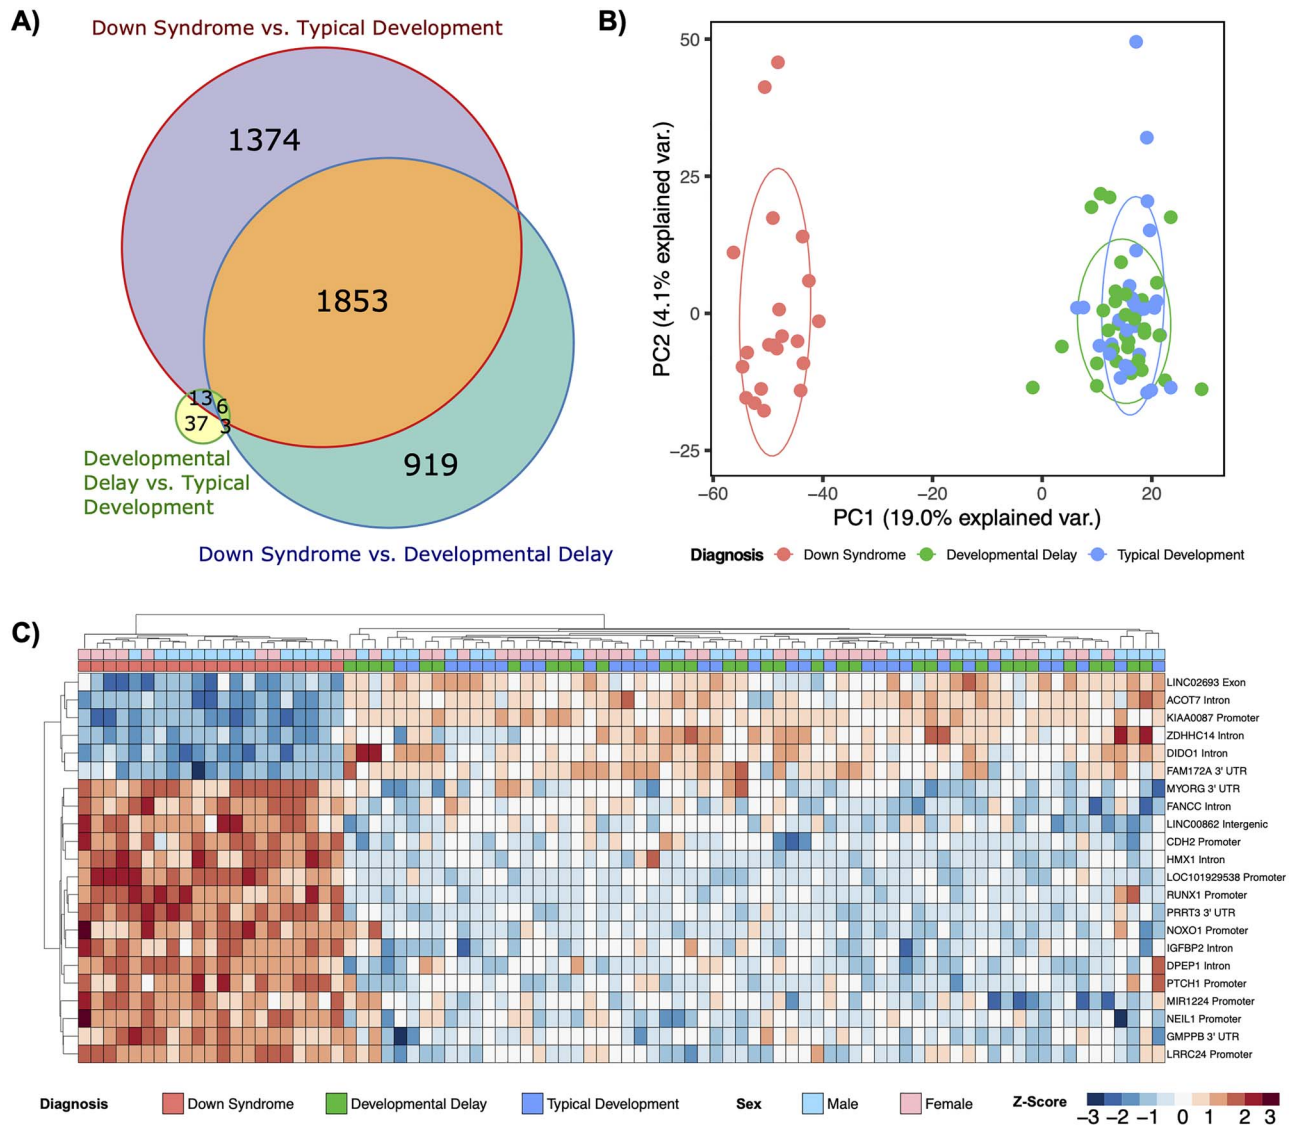 A)
Down Syndrome vs. Typical Development
1374
1853
13
6
37
3
919
Developmental
Delay vs. Typical
Development
Down Syndrome vs. Developmental Delay
B)
PC2 (4.1% explained var.)
50
25
0
−25
−60
−40
−20
0
20
PC1 (19.0% explained var.)
Diagnosis
Down Syndrome
Developmental Delay
Typical Development
C)
LINC02693 Exon
ACOT7 Intron
KIAA0087 Promoter
ZDHHC14 Intron
DIDO1 Intron
FAM172A 3' UTR
MYORG 3' UTR
FANCC Intron
LINC00862 Intergenic
CDH2 Promoter
HMX1 Intron
LOC101929538 Promoter
RUNX1 Promoter
PRRT3 3' UTR
NOXO1 Promoter
IGFBP2 Intron
DPEP1 Intron
PTCH1 Promoter
MIR1224 Promoter
NEIL1 Promoter
GMPPB 3' UTR
LRRC24 Promoter
Diagnosis
Down Syndrome
Developmental Delay
Typical Development
Sex
Male
Female
Z-Score
−3 −2 −1 0 1 2 3